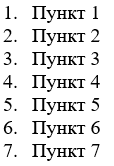 1. Пункт 1
2. Пункт 2
3. Пункт 3
4. Пункт 4
5. Пункт 5
6. Пункт 6
7. Пункт 7